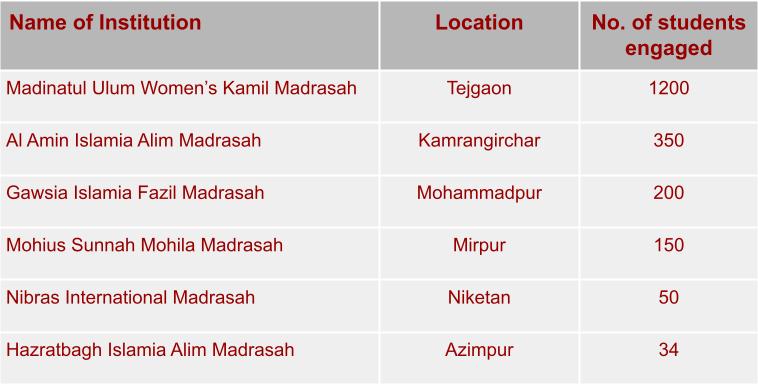 Name of Institution Location No. of students engaged
Madinatul Ulum Women’s Kamil Madrasah Tejgaon 1200
Al Amin Islamia Alim Madrasah Kamrangirchar 350
Gawsia Islamia Fazil Madrasah Mohammadpur 200
Mohius Sunnah Mohila Madrasah Mirpur 150
Nibras International Madrasah Niketan 50
Hazratbagh Islamia Alim Madrasah Azimpur 34